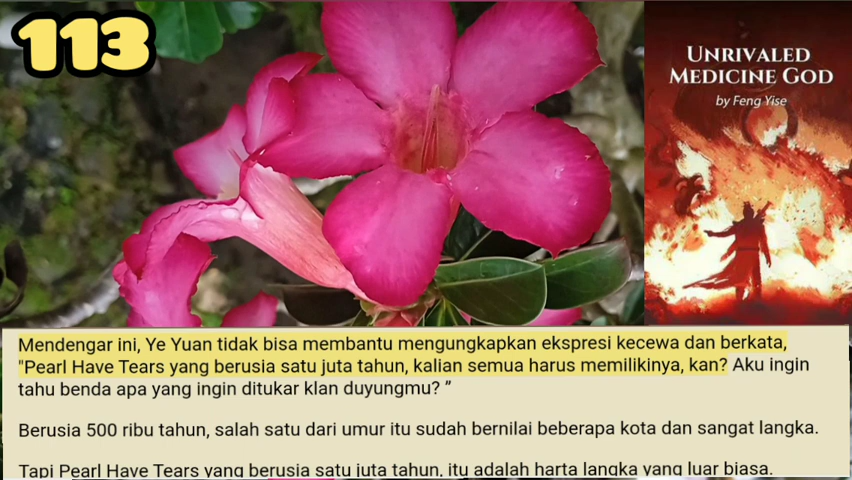 113
UNRIVALED
MEDICINE GOD
by Feng Yise
Mendengar ini, Ye Yuan tidak bisa membantu mengungkapkan ekspresi kecewa dan berkata,
"Pearl Have Tears yang berusia satu juta tahun, kalian semua harus memilikinya, kan? Aku ingin
tahu benda apa yang ingin ditukar klan duyungmu? ”
Berusia 500 ribu tahun, salah satu dari umur itu sudah bernilai beberapa kota dan sangat langka.
Tapi Pearl Have Tears yang berusia satu juta tahun, itu adalah harta langka yang luar biasa.